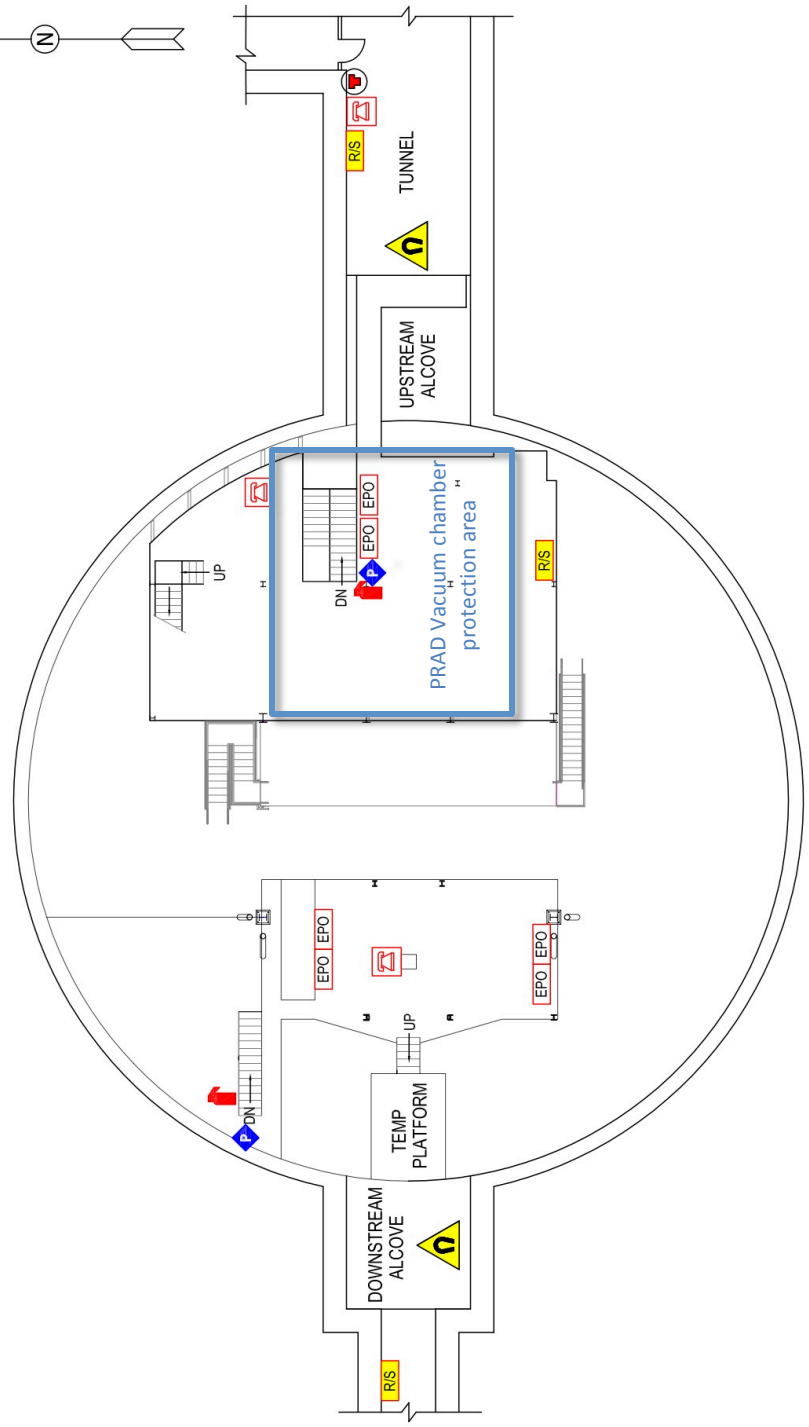 N
R/S
TUNNEL
UPSTREAM
ALCOVE
UP
DN
EPO EPO
P
PRAD Vacuum chamber
protection area
R/S
EPO EPO
EPO EPO
UP
DN
P
TEMP
PLATFORM
DOWNSTREAM
ALCOVE
R/S